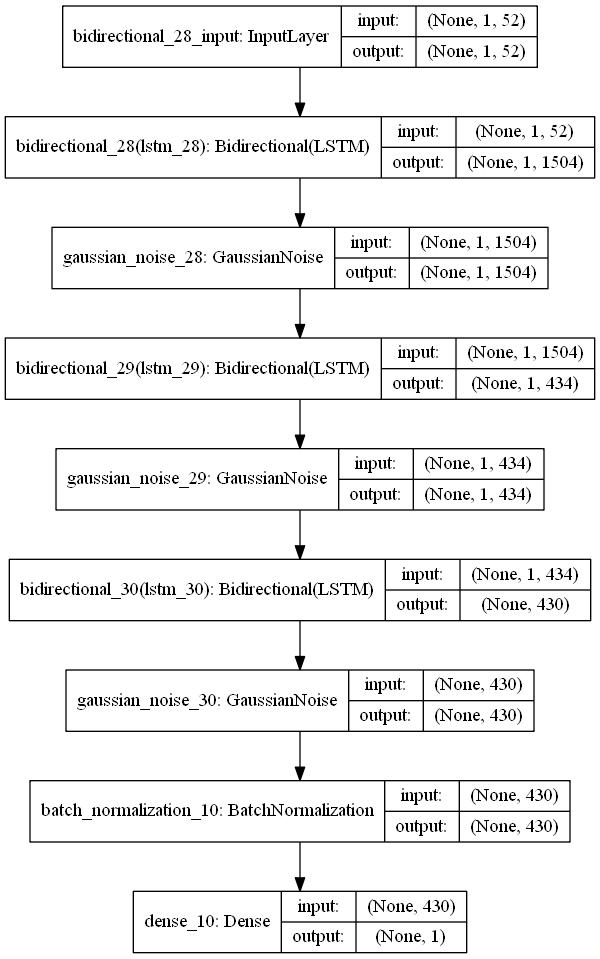 bidirectional_28_input: InputLayer
input: (None, 1, 52)
output: (None, 1, 52)
bidirectional_28(lstm_28): Bidirectional(LSTM)
input: (None, 1, 52)
output: (None, 1, 1504)
gaussian_noise_28: GaussianNoise
input: (None, 1, 1504)
output: (None, 1, 1504)
bidirectional_29(lstm_29): Bidirectional(LSTM)
input: (None, 1, 1504)
output: (None, 1, 434)
gaussian_noise_29: GaussianNoise
input: (None, 1, 434)
output: (None, 1, 434)
bidirectional_30(lstm_30): Bidirectional(LSTM)
input: (None, 1, 434)
output: (None, 430)
gaussian_noise_30: GaussianNoise
input: (None, 430)
output: (None, 430)
batch_normalization_10: BatchNormalization
input: (None, 430)
output: (None, 430)
dense_10: Dense
input: (None, 430)
output: (None, 1)